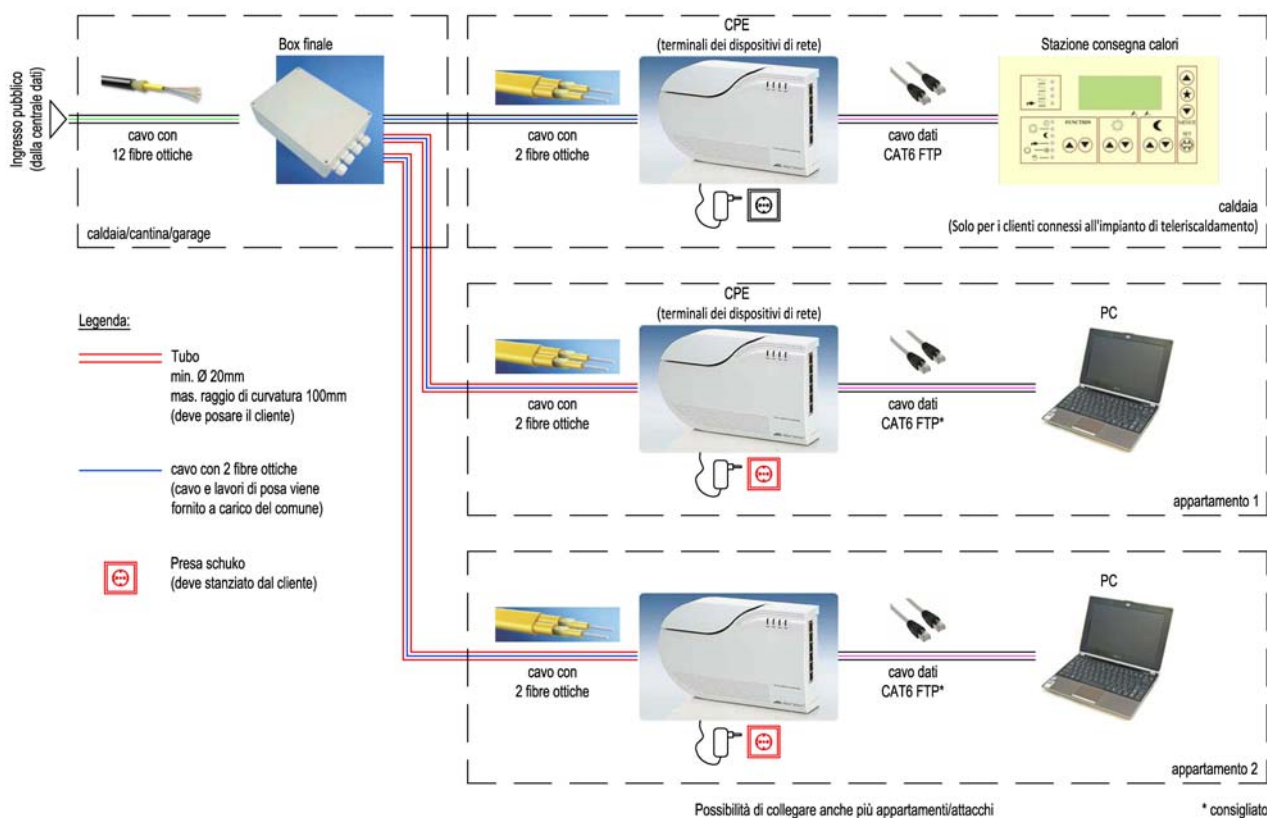 Ingresso pubblico
(dalla centrale dati)
Box finale
cavo con
12 fibre ottiche
caldaia/cantina/garage
CPE
(terminali dei dispositivi di rete)
Stazione consegna calori
cavo con
2 fibre ottiche
cavo dati
CAT6 FTP
FUNCTION
caldaia
(Solo per i clienti connessi all'impianto di teleriscaldamento)
CPE
(terminali dei dispositivi di rete)
PC
cavo con
2 fibre ottiche
cavo dati
CAT6 FTP*
appartamento 1
Legenda:
Tubo
min. Ø 20mm
mas. raggio di curvatura 100mm
(deve posare il cliente)
cavo con 2 fibre ottiche
(cavo e lavori di posa viene
fornito a carico del comune)
Presa schuko
(deve stanziato dal cliente)
PC
cavo con
2 fibre ottiche
cavo dati
CAT6 FTP*
appartamento 2
Possibilità di collegare anche più appartamenti/attacchi
* consigliato